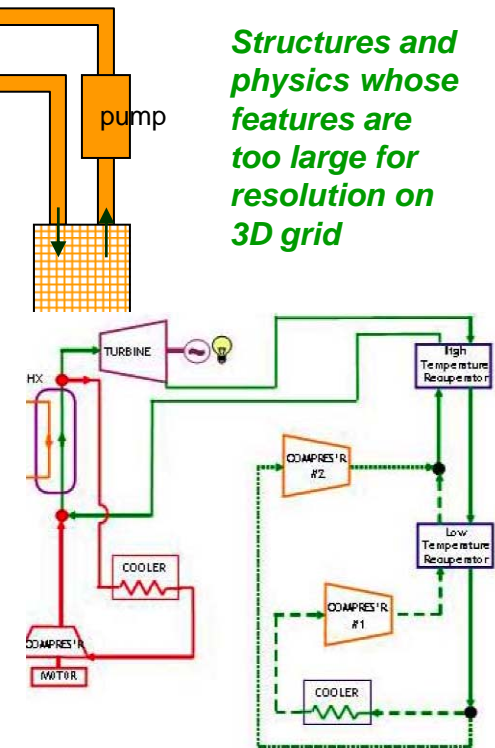 Structures and
physics whose
features are
too large for
resolution on
3D grid
pump
TURBINE
High
Temperature
Recuperator
HX
COMPRES'R
#2
Low
Temperature
Recuperator
COOLER
COMPRES'R
#1
COMPRES'R
MOTOR
COOLER